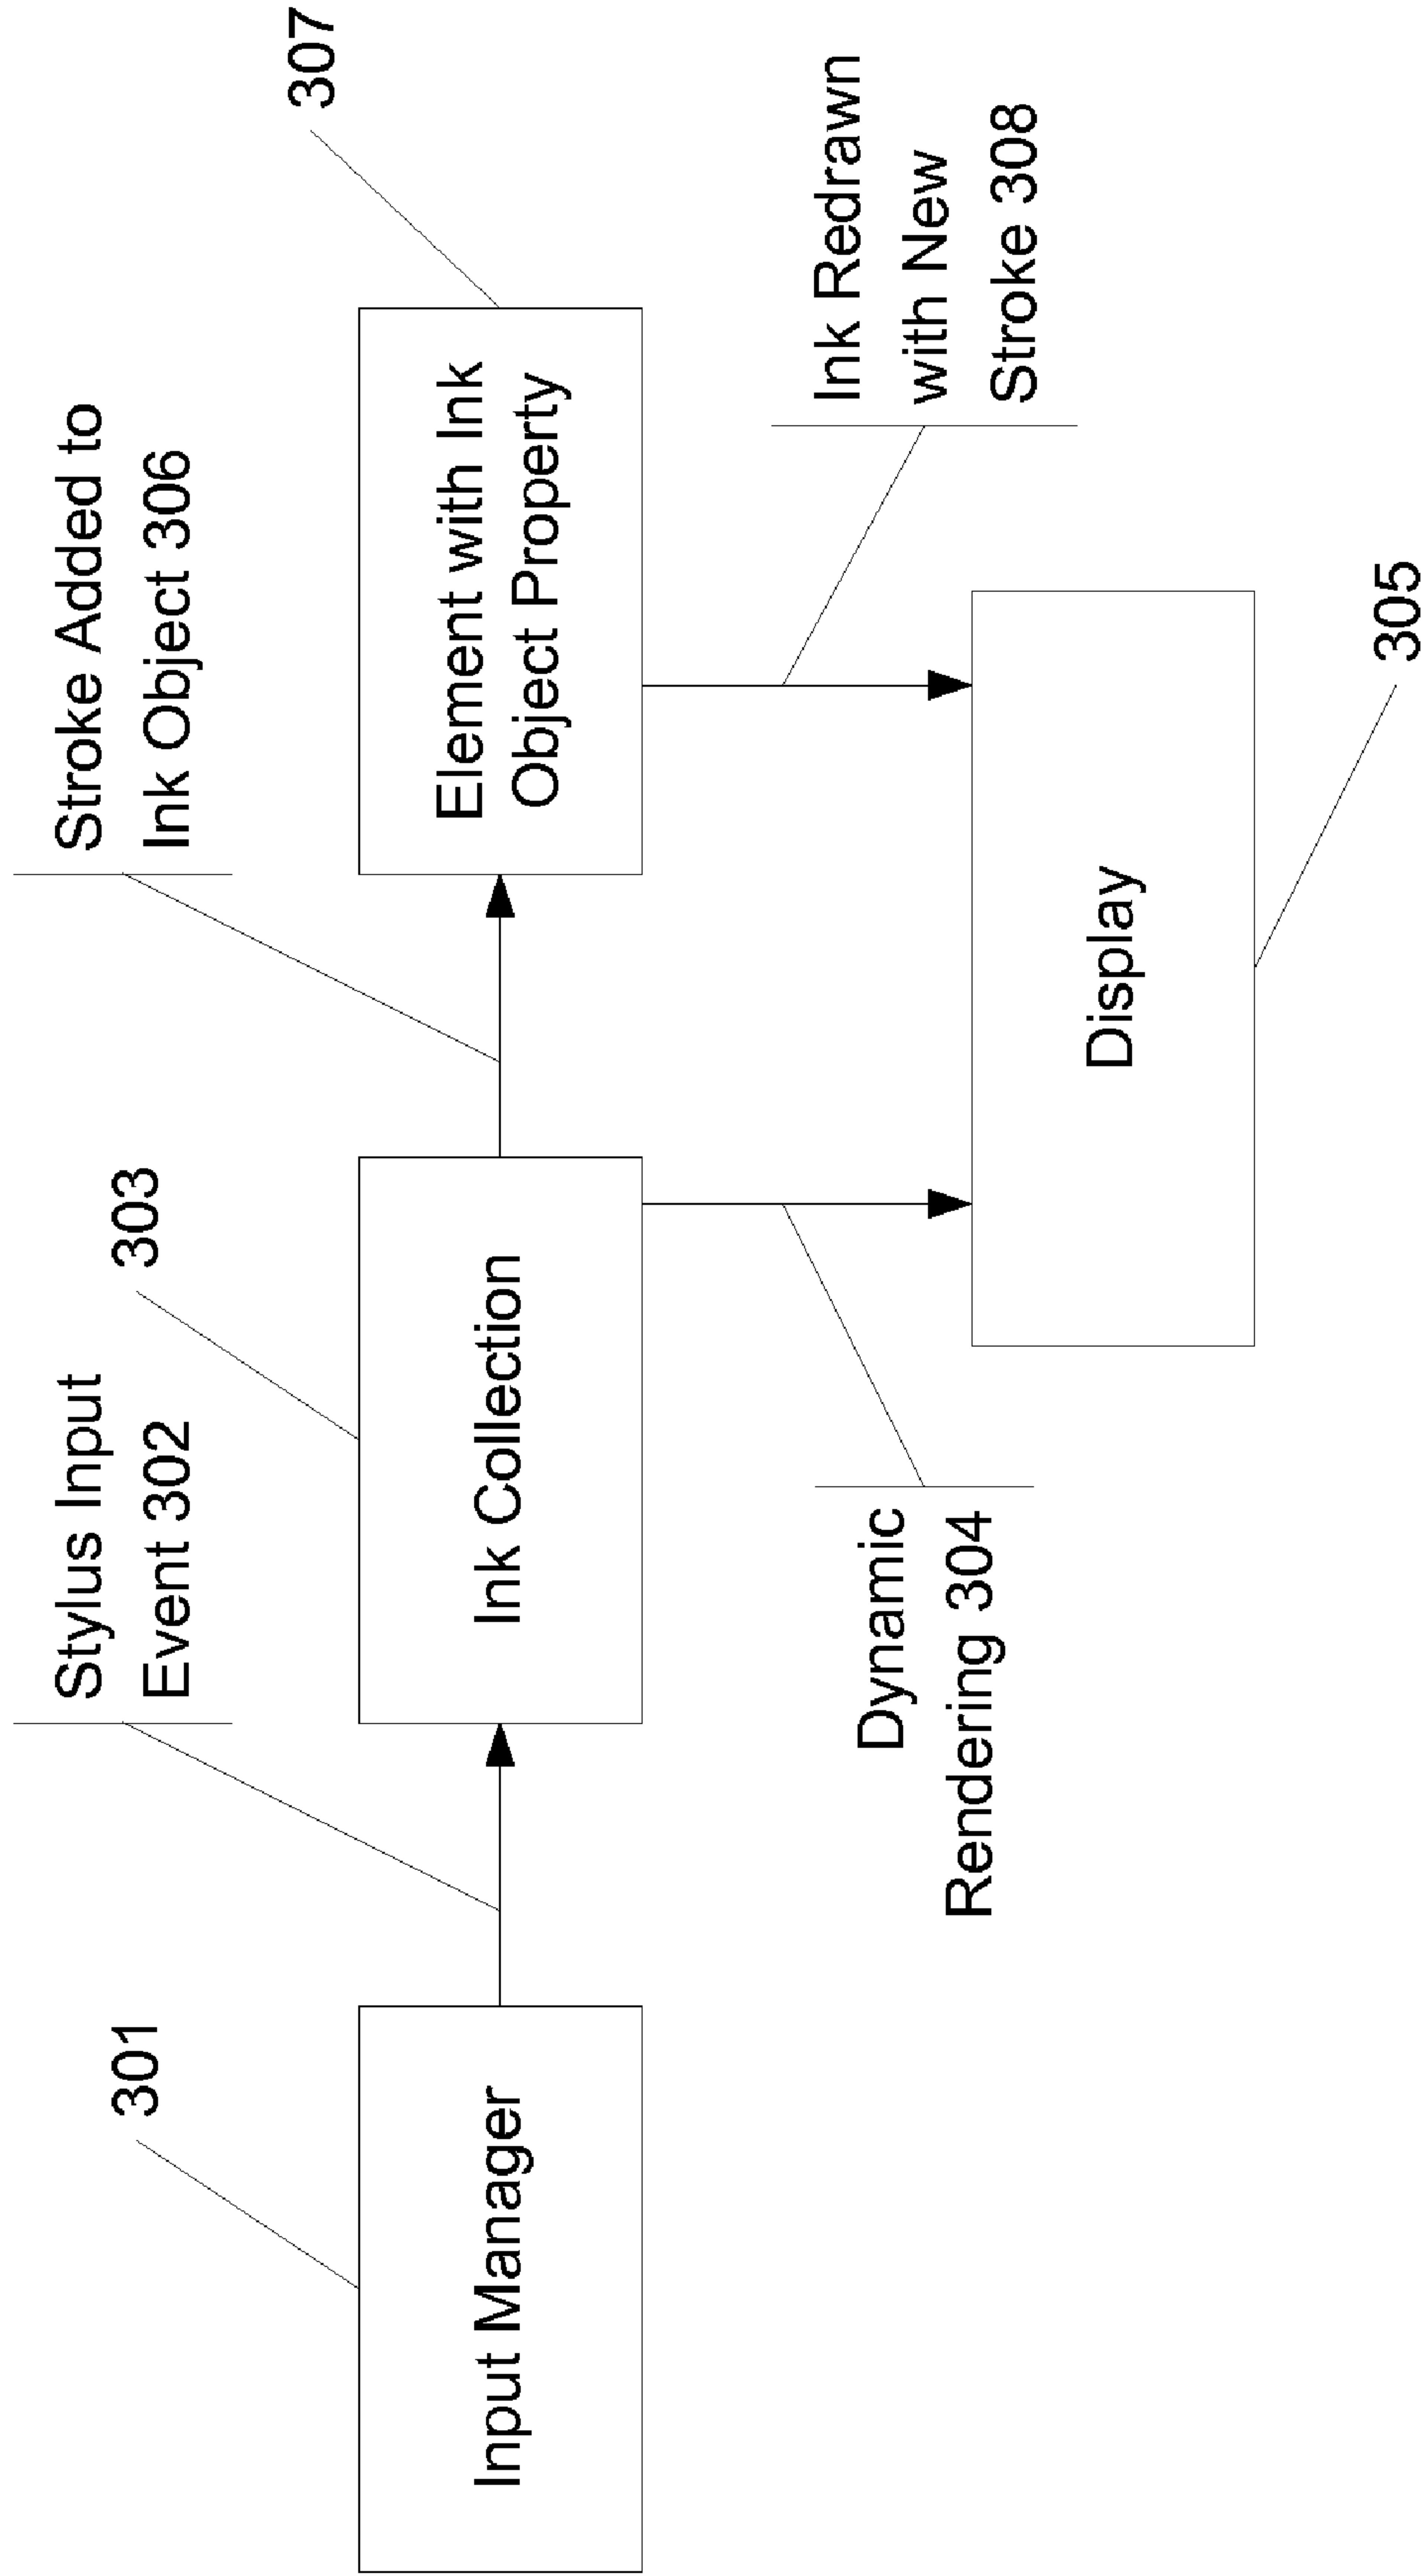 301
Input Manager
Stylus Input
Event 302
303
Ink Collection
Dynamic
Rendering 304
Stroke Added to
Ink Object 306
307
Element with Ink
Object Property
Ink Redrawn
with New
Stroke 308
Display
305